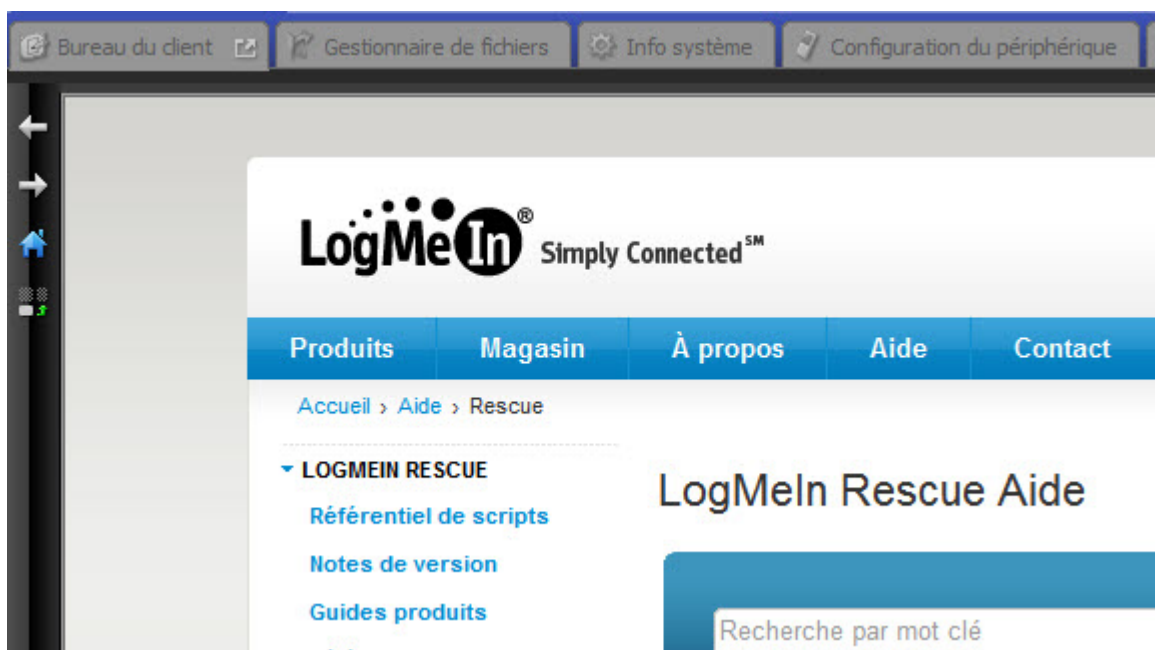 Bureau du client Gestionnaire de fichiers Info système Configuration du périphérique
LogMeIn® Simply Connected℠
Produits Magasin À propos Aide Contact
Accueil › Aide › Rescue
LOGMEIN RESCUE
LogMeIn Rescue Aide
Référentiel de scripts
Notes de version
Guides produits
Recherche par mot clé